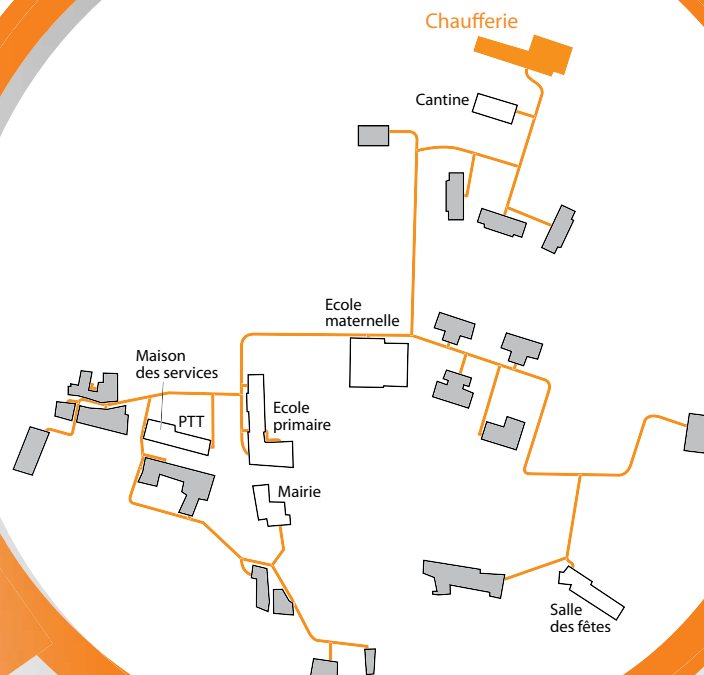 Chaufferie
Cantine
Ecole
maternelle
Maison
des services
PTT
Ecole
primaire
Mairie
Salle
des fêtes